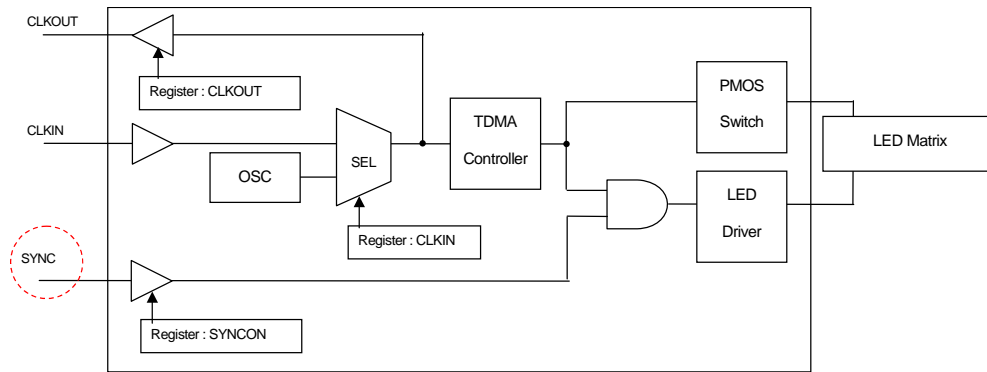 CLKOUT
Register : CLKOUT
CLKIN
OSC
SEL
TDMA
Controller
PMOS
Switch
LED Matrix
LED
Driver
Register : CLKIN
SYNC
Register : SYNCON